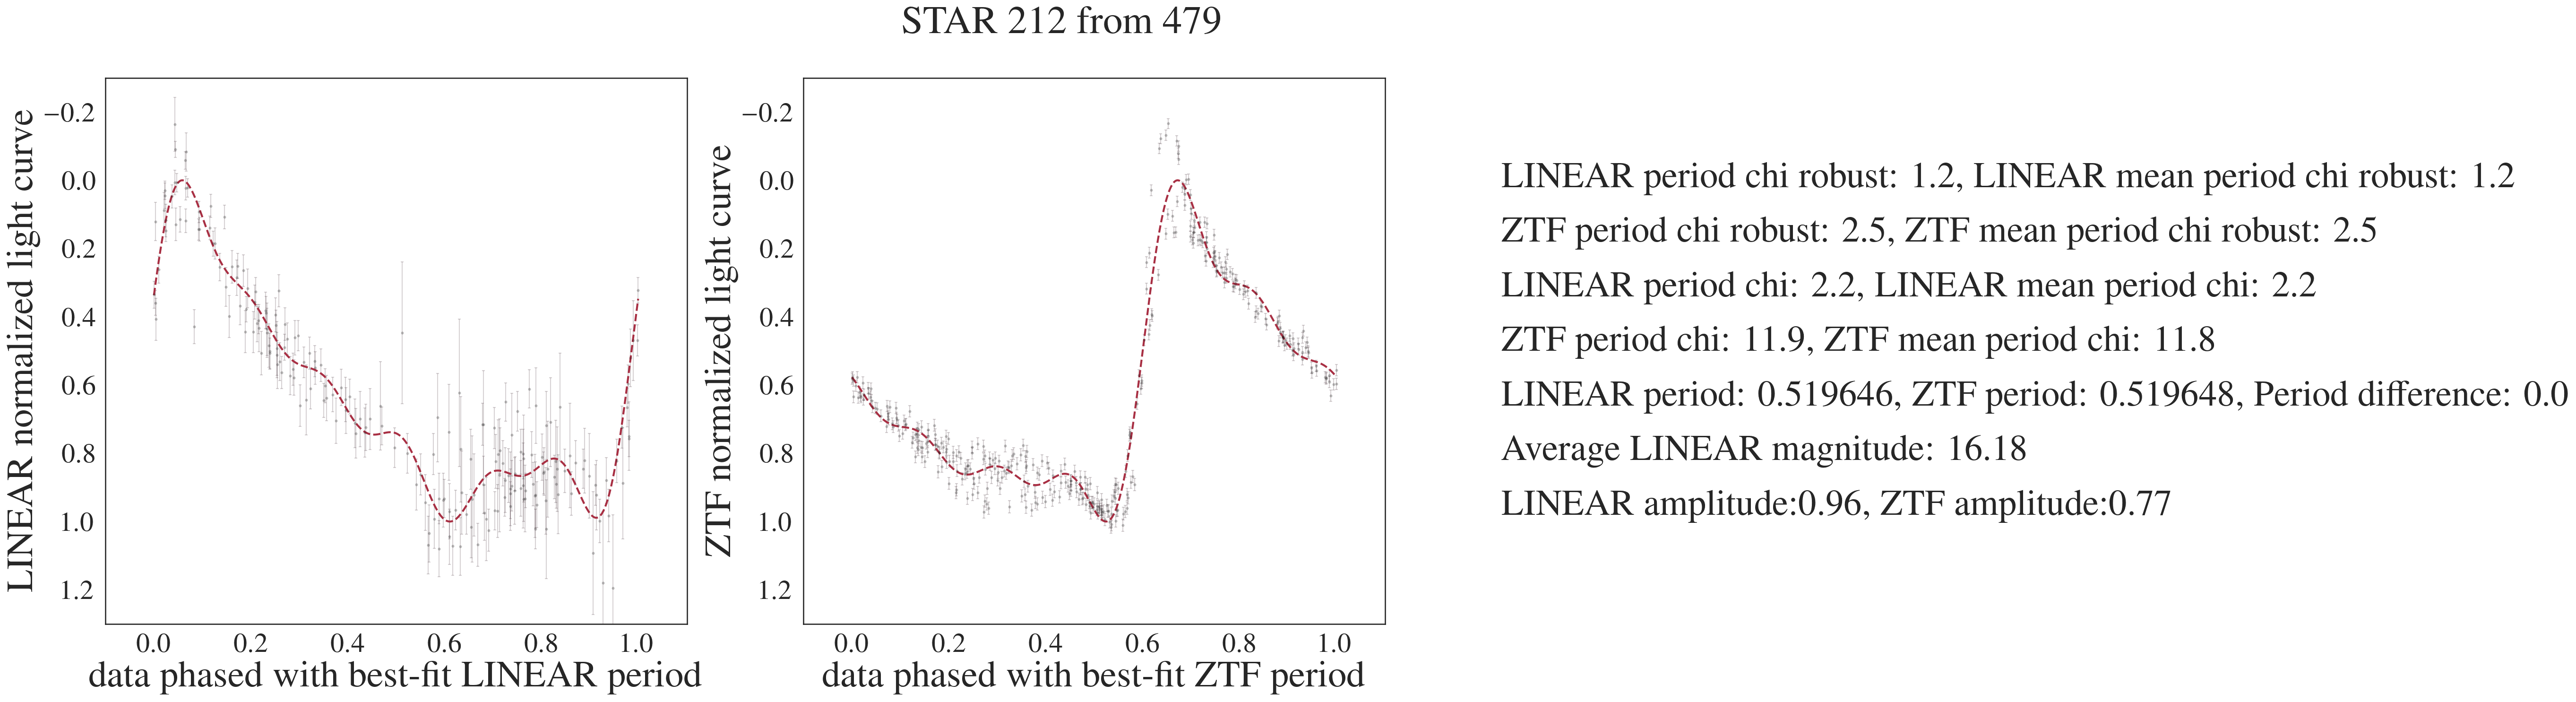 STAR 212 from 479
LINEAR normalized light curve
−0.2
0.0
0.2
0.4
0.6
0.8
1.0
1.2
0.0 0.2 0.4 0.6 0.8 1.0
data phased with best-fit LINEAR period
ZTF normalized light curve
−0.2
0.0
0.2
0.4
0.6
0.8
1.0
1.2
0.0 0.2 0.4 0.6 0.8 1.0
data phased with best-fit ZTF period
LINEAR period chi robust: 1.2, LINEAR mean period chi robust: 1.2
ZTF period chi robust: 2.5, ZTF mean period chi robust: 2.5
LINEAR period chi: 2.2, LINEAR mean period chi: 2.2
ZTF period chi: 11.9, ZTF mean period chi: 11.8
LINEAR period: 0.519646, ZTF period: 0.519648, Period difference: 0.0
Average LINEAR magnitude: 16.18
LINEAR amplitude:0.96, ZTF amplitude:0.77